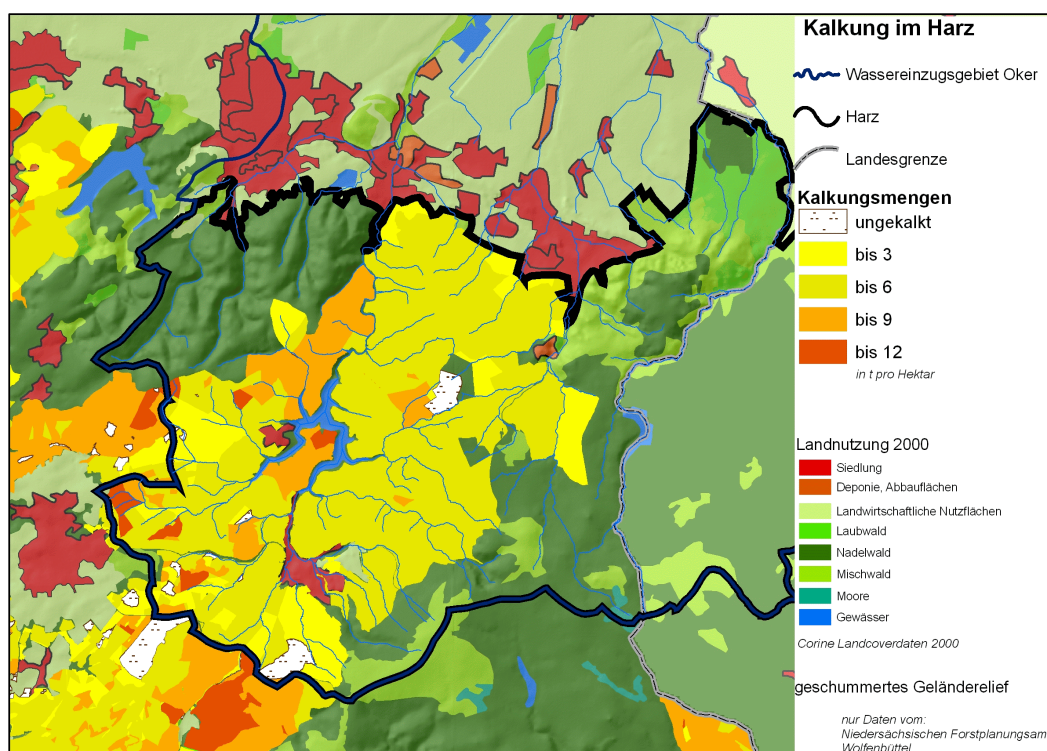 Kalkung im Harz
Wassereinzugsgebiet Oker
Harz
Landesgrenze
Kalkungsmengen
ungekalkt
bis 3
bis 6
bis 9
bis 12
in t pro Hektar
Landnutzung 2000
Siedlung
Deponie, Abbauflächen
Landwirtschaftliche Nutzflächen
Laubwald
Nadelwald
Mischwald
Moore
Gewässer
Corine Landcoverdaten 2000
geschummertes Geländerelief
nur Daten vom:
Niedersächsischen Forstplanungsam
Wolfenbüttel